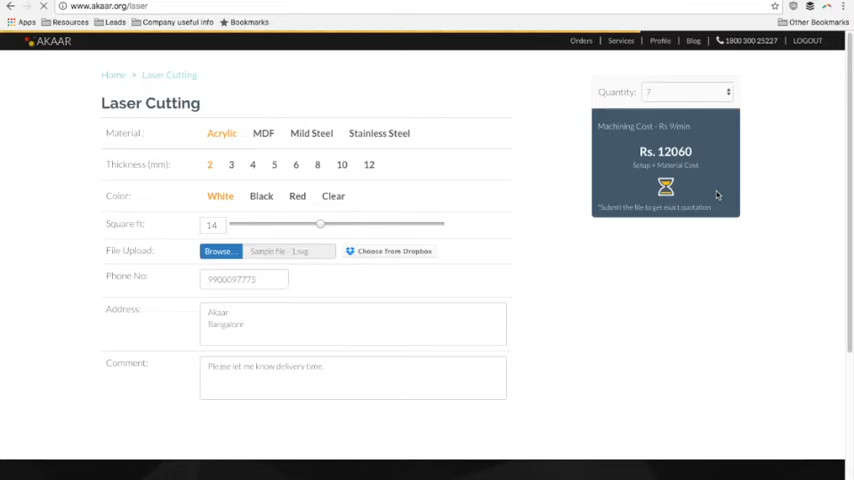 www.akaar.org/laser
Apps Resources Leads Company useful info Bookmarks Other Bookmarks
AKAAR Orders | Services | Profile | Blog | 1800 300 25227 | LOGOUT
Home > Laser Cutting
Quantity: 7
Laser Cutting
Machining Cost - Rs 9/min
Material : Acrylic MDF Mild Steel Stainless Steel
Rs. 12060
Setup + Material Cost
Thickness (mm): 2 3 4 5 6 8 10 12
Color: White Black Red Clear
*Submit the file to get exact quotation
Square ft: 14
File Upload: Browse... Sample file - 1.svg Choose from Dropbox
Phone No: 9900097775
Address: Akaar
Bangalore
Comment: Please let me know delivery time.